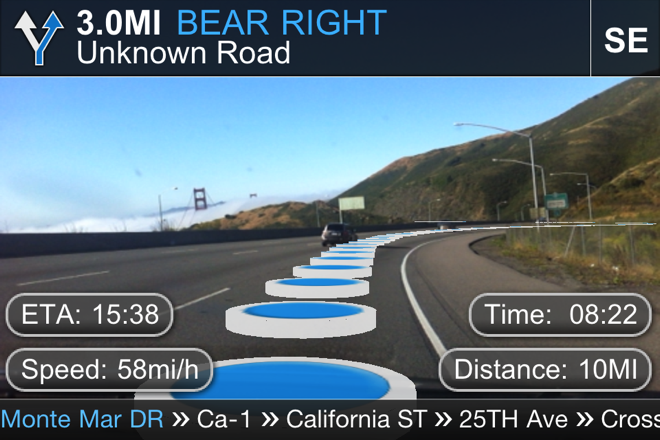 3.0MI BEAR RIGHT
Unknown Road
SE
ETA: 15:38
Time: 08:22
Speed: 58mi/h
Distance: 10MI
Monte Mar DR » Ca-1 » California ST » 25TH Ave » Cross